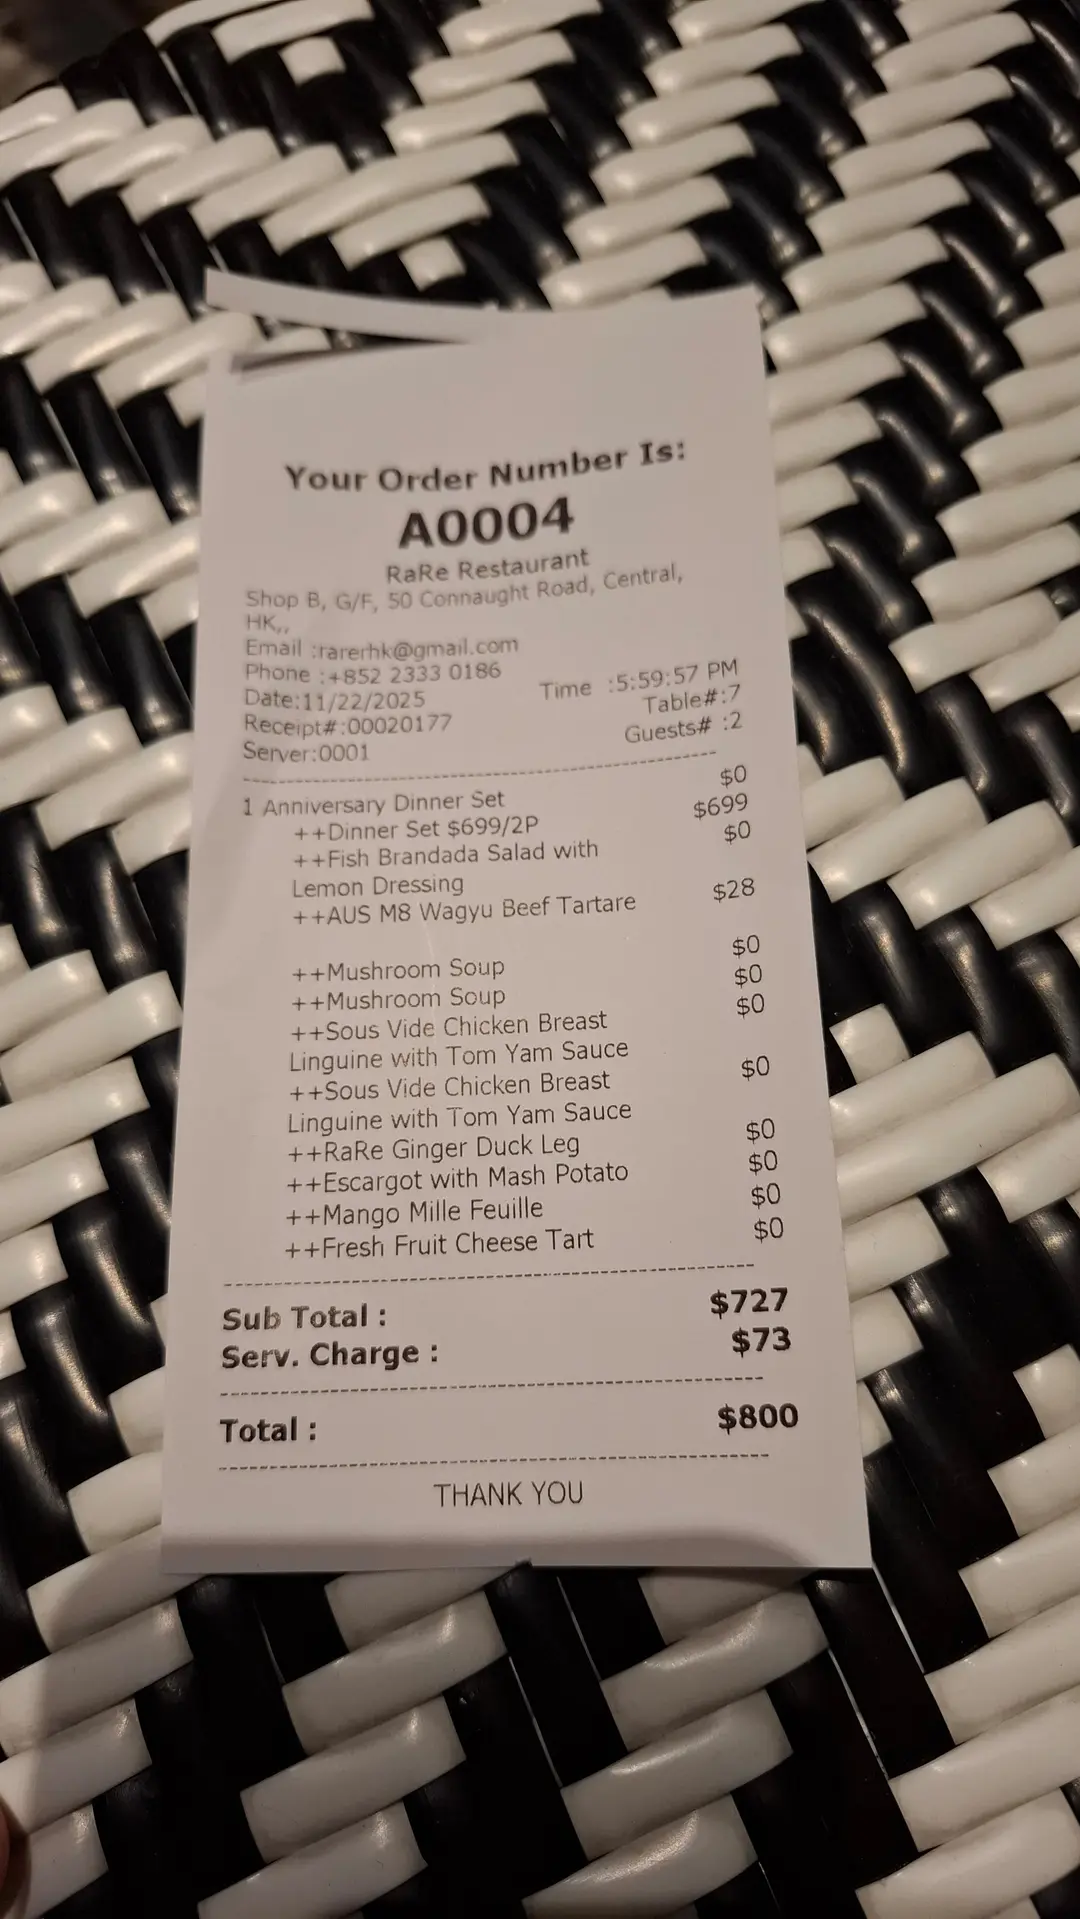 Your Order Number Is:
A0004
RaRe Restaurant
Shop B, G/F, 50 Connaught Road, Central,
HK,,
Email :rarerhk@gmail.com
Phone :+852 2333 0186
Date:11/22/2025 Time :5:59:57 PM
Receipt#:00020177 Table#:7
Server:0001 Guests# :2
1 Anniversary Dinner Set $0
++Dinner Set $699/2P $699
++Fish Brandada Salad with $0
Lemon Dressing
++AUS M8 Wagyu Beef Tartare $28
++Mushroom Soup $0
++Mushroom Soup $0
++Sous Vide Chicken Breast $0
Linguine with Tom Yam Sauce
++Sous Vide Chicken Breast $0
Linguine with Tom Yam Sauce
++RaRe Ginger Duck Leg $0
++Escargot with Mash Potato $0
++Mango Mille Feuille $0
++Fresh Fruit Cheese Tart $0
Sub Total : $727
Serv. Charge : $73
Total : $800
THANK YOU